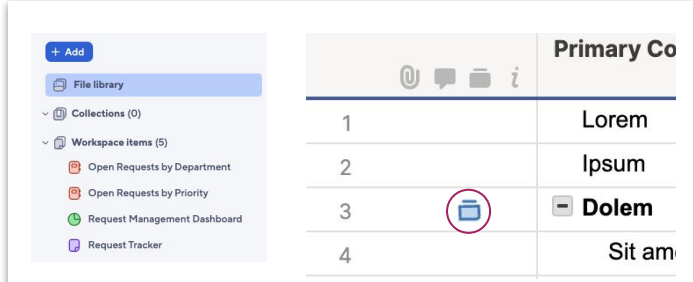 + Add
File library
Collections (0)
Workspace items (5)
Open Requests by Department
Open Requests by Priority
Request Management Dashboard
Request Tracker
Primary Co
i
1
Lorem
2
Ipsum
3
Dolem
4
Sit am